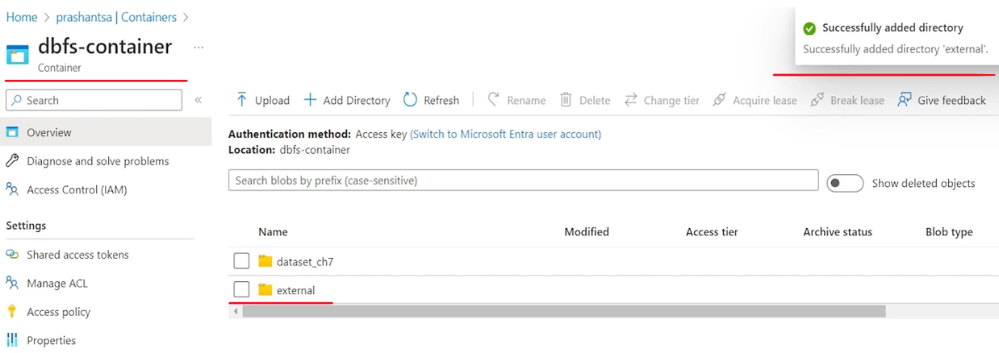 Home > prashantsa | Containers >
dbfs-container ...
Container
Successfully added directory
Successfully added directory 'external'.
Search «
Upload Add Directory Refresh Rename Delete Change tier Acquire lease Break lease Give feedback
Overview
Diagnose and solve problems
Access Control (IAM)
Settings
Shared access tokens
Manage ACL
Access policy
Properties
Authentication method: Access key (Switch to Microsoft Entra user account)
Location: dbfs-container
Search blobs by prefix (case-sensitive)
Show deleted objects
Name Modified Access tier Archive status Blob type
dataset_ch7
external